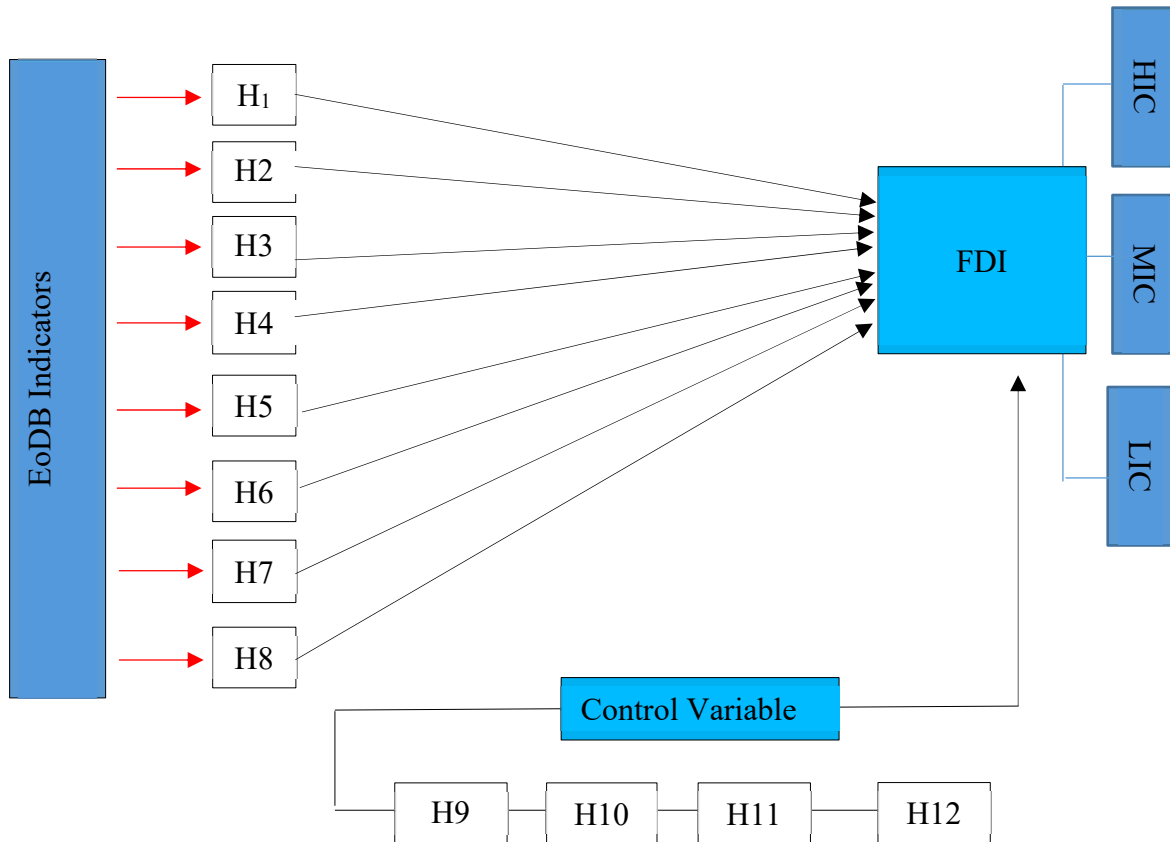 EoDB Indicators
H₁
H2
H3
H4
H5
H6
H7
H8
FDI
HIC
MIC
LIC
Control Variable
H9
H10
H11
H12